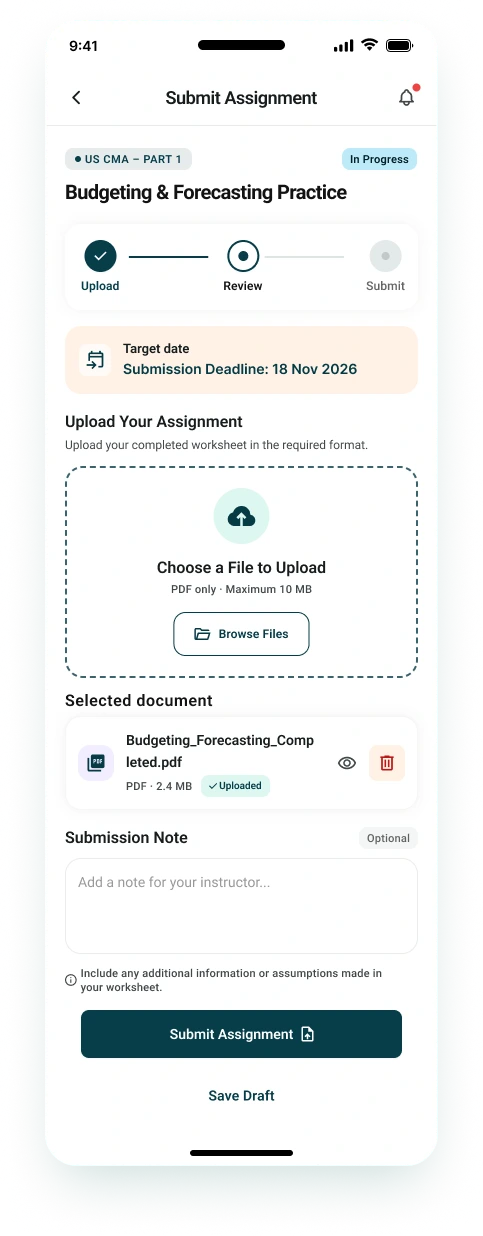 9:41
Submit Assignment
US CMA – PART 1
In Progress
Budgeting & Forecasting Practice
Upload
Review
Submit
Target date
Submission Deadline: 18 Nov 2026
Upload Your Assignment
Upload your completed worksheet in the required format.
Choose a File to Upload
PDF only · Maximum 10 MB
Browse Files
Selected document
PDF
Budgeting_Forecasting_Comp
leted.pdf
PDF · 2.4 MB
Uploaded
Submission Note
Optional
Add a note for your instructor...
Include any additional information or assumptions made in
your worksheet.
Submit Assignment
Save Draft